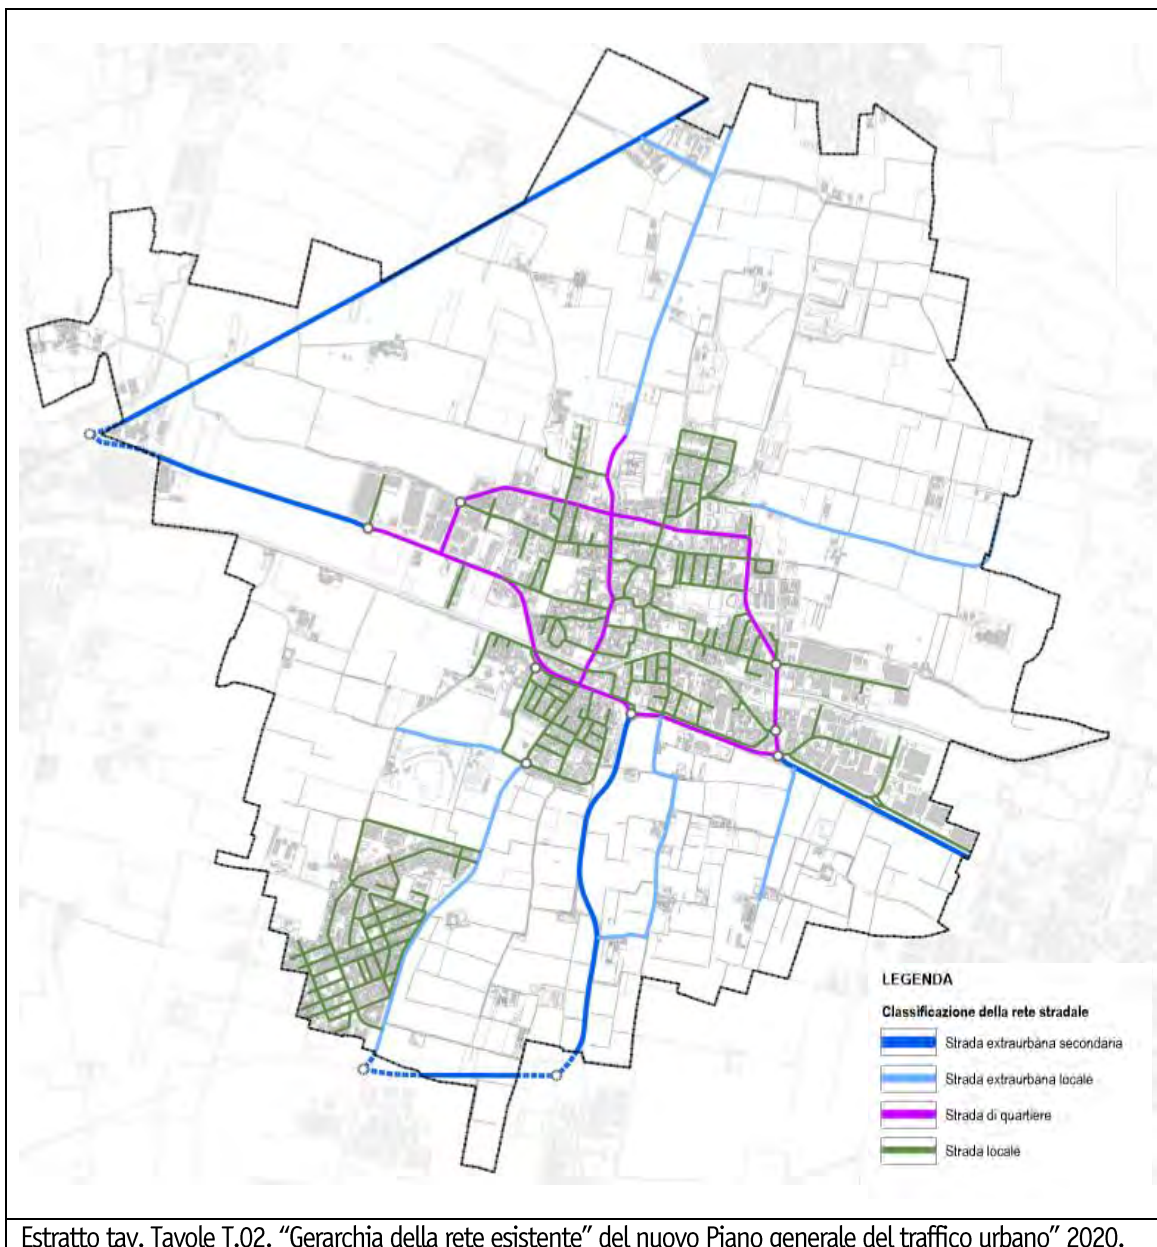 LEGENDA
Classificazione della rete stradale
Strada extraurbana secondaria
Strada extraurbana locale
Strada di quartiere
Strada locale
Estratto tav. Tavole T.02. "Gerarchia della rete esistente" del nuovo Piano generale del traffico urbano" 2020.